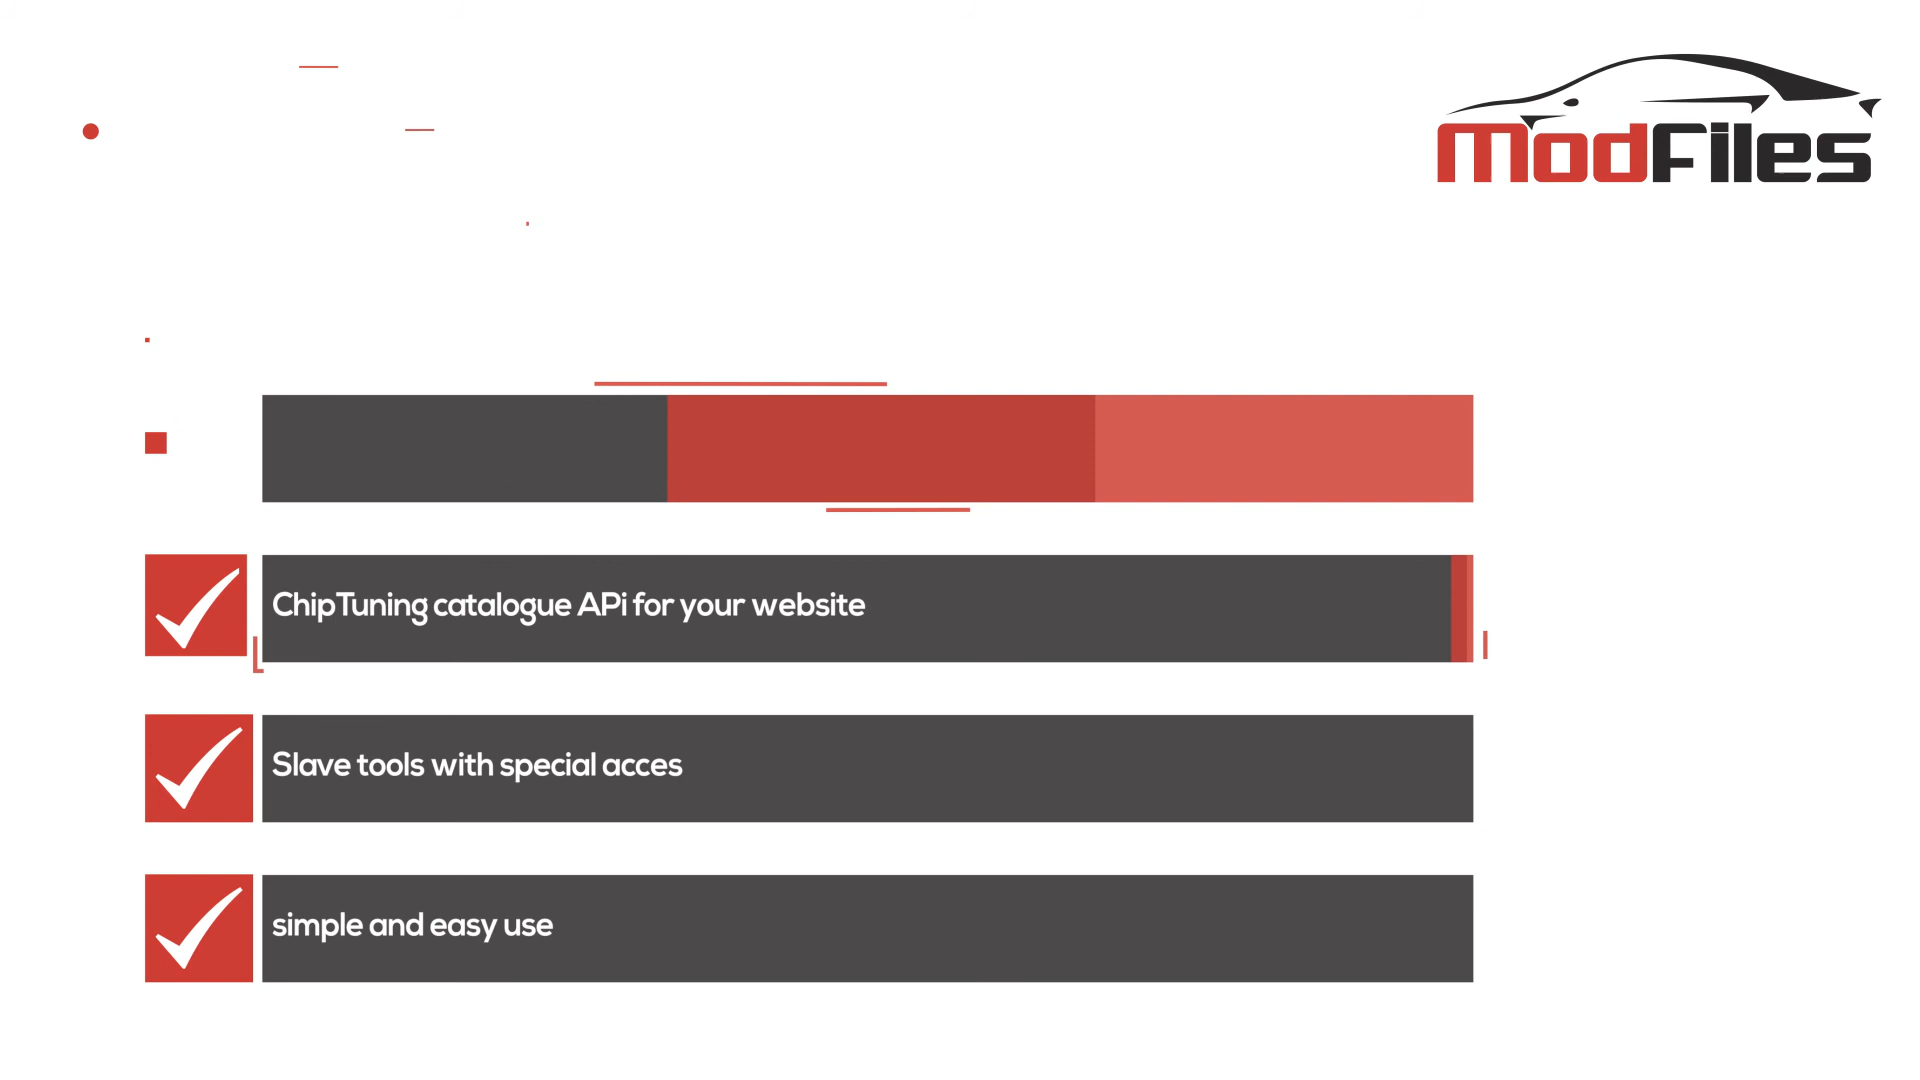 ModFiles
ChipTuning catalogue APi for your website
Slave tools with special acces
simple and easy use